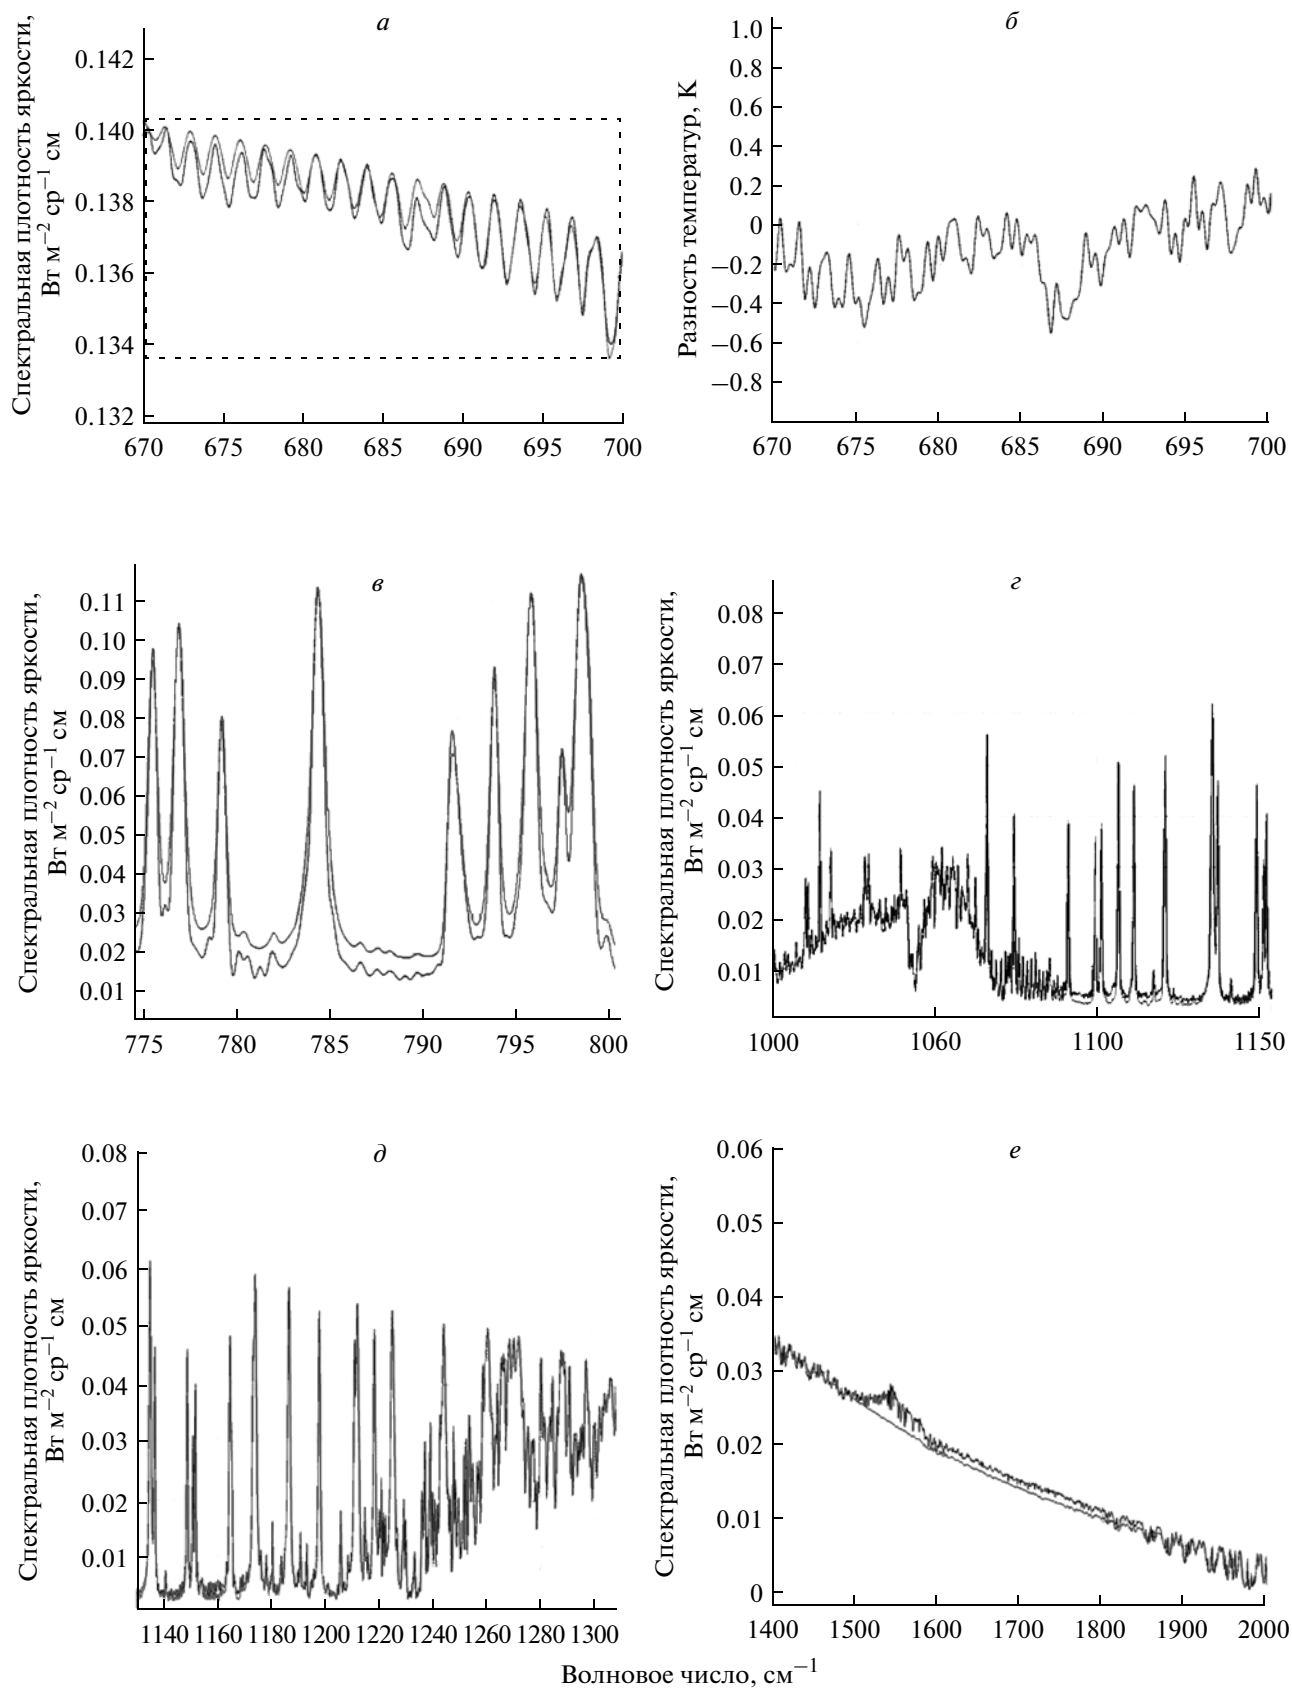 а
Спектральная плотность яркости,
Вт м−2 ср−1 см
0.142
0.140
0.138
0.136
0.134
0.132
670 675 680 685 690 695 700
б
Разность температур, К
1.0
0.8
0.6
0.4
0.2
0
−0.2
−0.4
−0.6
−0.8
670 675 680 685 690 695 700
в
Спектральная плотность яркости,
Вт м−2 ср−1 см
0.11
0.10
0.09
0.08
0.07
0.06
0.05
0.04
0.03
0.02
0.01
775 780 785 790 795 800
г
Спектральная плотность яркости,
Вт м−2 ср−1 см
0.08
0.07
0.06
0.05
0.04
0.03
0.02
0.01
1000 1060 1100 1150
д
Спектральная плотность яркости,
Вт м−2 ср−1 см
0.08
0.07
0.06
0.05
0.04
0.03
0.02
0.01
1140 1160 1180 1200 1220 1240 1260 1280 1300
е
Спектральная плотность яркости,
Вт м−2 ср−1 см
0.06
0.05
0.04
0.03
0.02
0.01
0
1400 1500 1600 1700 1800 1900 2000
Волновое число, см−1